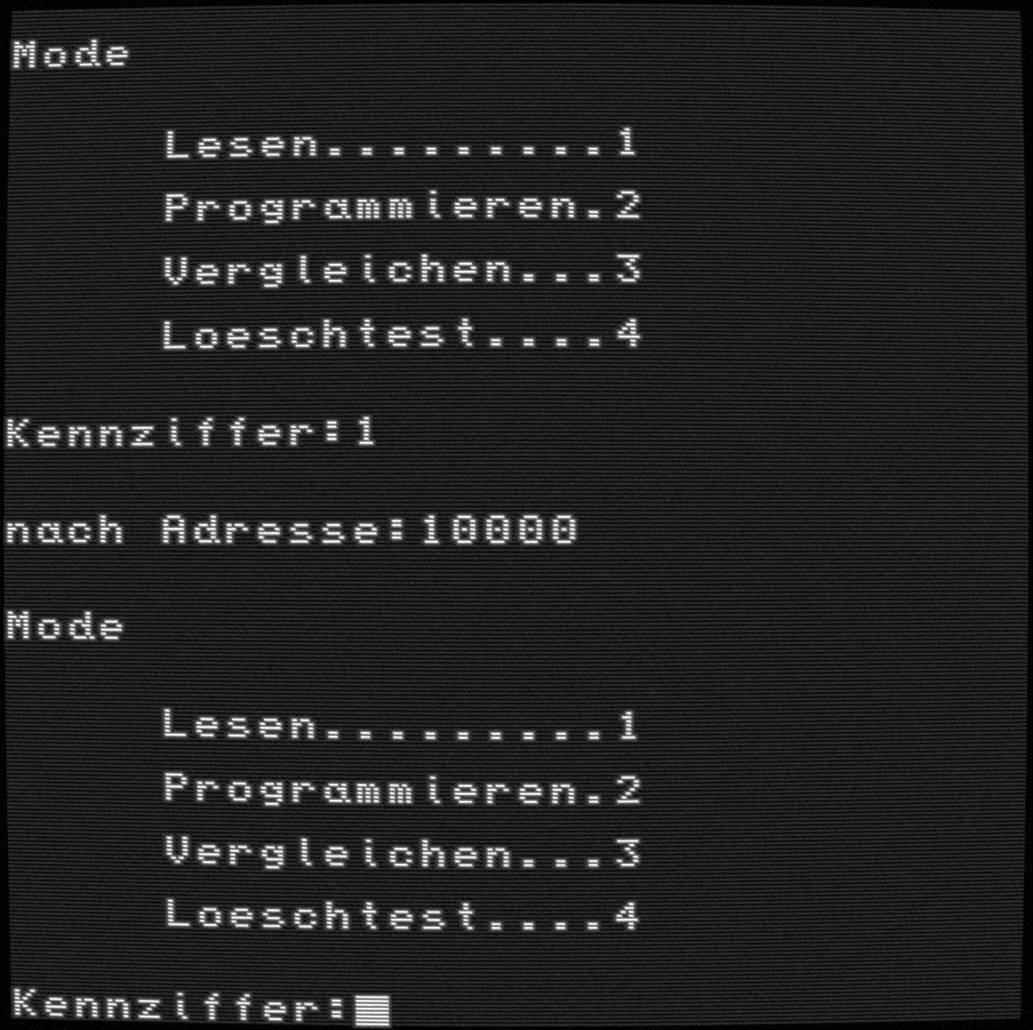 Mode
Lesen.........1
Programmieren.2
Vergleichen...3
Loeschtest....4
Kennziffer:1
nach Adresse:10000
Mode
Lesen.........1
Programmieren.2
Vergleichen...3
Loeschtest....4
Kennziffer: